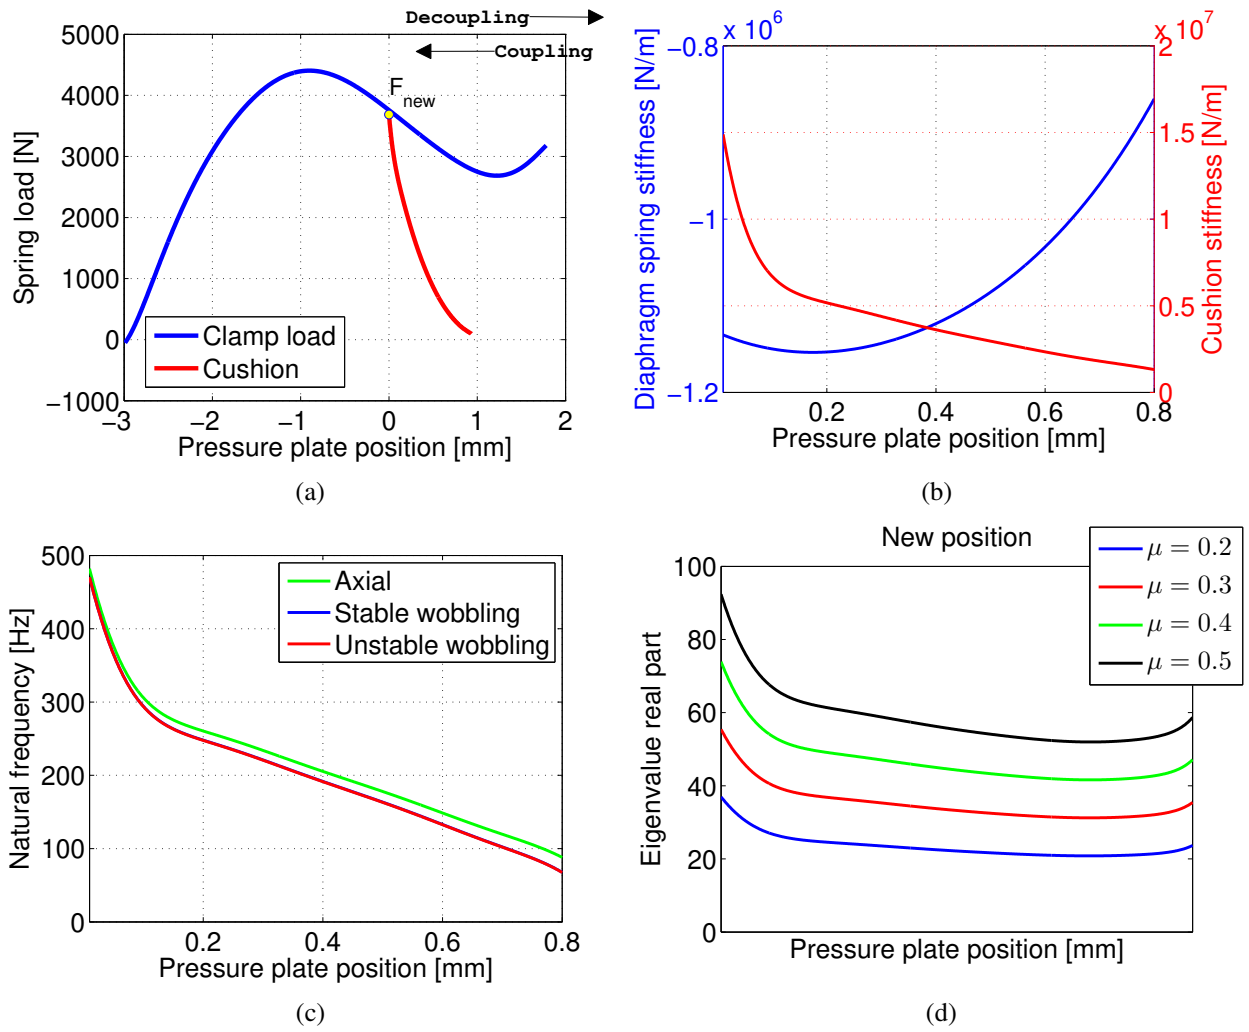 Decoupling
Coupling
5000
4000
3000
2000
1000
0
−1000
−3
−2
−1
0
1
2
Spring load [N]
Pressure plate position [mm]
F_new
Clamp load
Cushion
(a)
x 10^6
x 10^7
−0.8
−1
−1.2
2
1.5
1
0.5
0
0.2
0.4
0.6
0.8
Diaphragm spring stiffness [N/m]
Cushion stiffness [N/m]
Pressure plate position [mm]
(b)
500
400
300
200
100
0
0.2
0.4
0.6
0.8
Natural frequency [Hz]
Pressure plate position [mm]
Axial
Stable wobbling
Unstable wobbling
(c)
New position
μ = 0.2
μ = 0.3
μ = 0.4
μ = 0.5
100
80
60
40
20
0
Eigenvalue real part
Pressure plate position [mm]
(d)